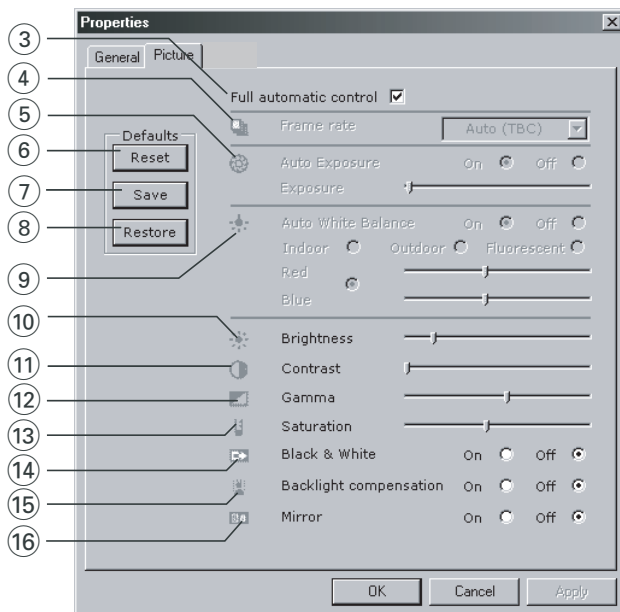 Properties
General Picture
3
Full automatic control
4
Frame rate Auto (TBC)
5
Auto Exposure On Off
Exposure
Defaults
6
Reset
7
Save
8
Restore
9
Auto White Balance On Off
Indoor Outdoor Fluorescent
Red
Blue
10
Brightness
11
Contrast
12
Gamma
13
Saturation
14
Black & White On Off
15
Backlight compensation On Off
16
Mirror On Off
OK Cancel Apply